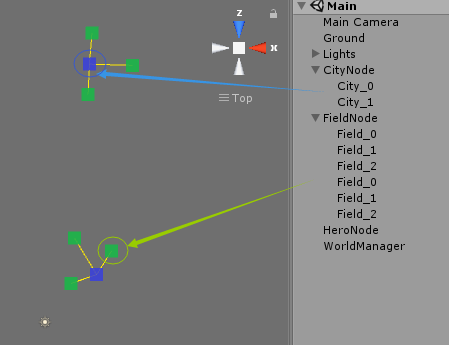 z
x
Top
Main
Main Camera
Ground
Lights
CityNode
City_0
City_1
FieldNode
Field_0
Field_1
Field_2
Field_0
Field_1
Field_2
HeroNode
WorldManager